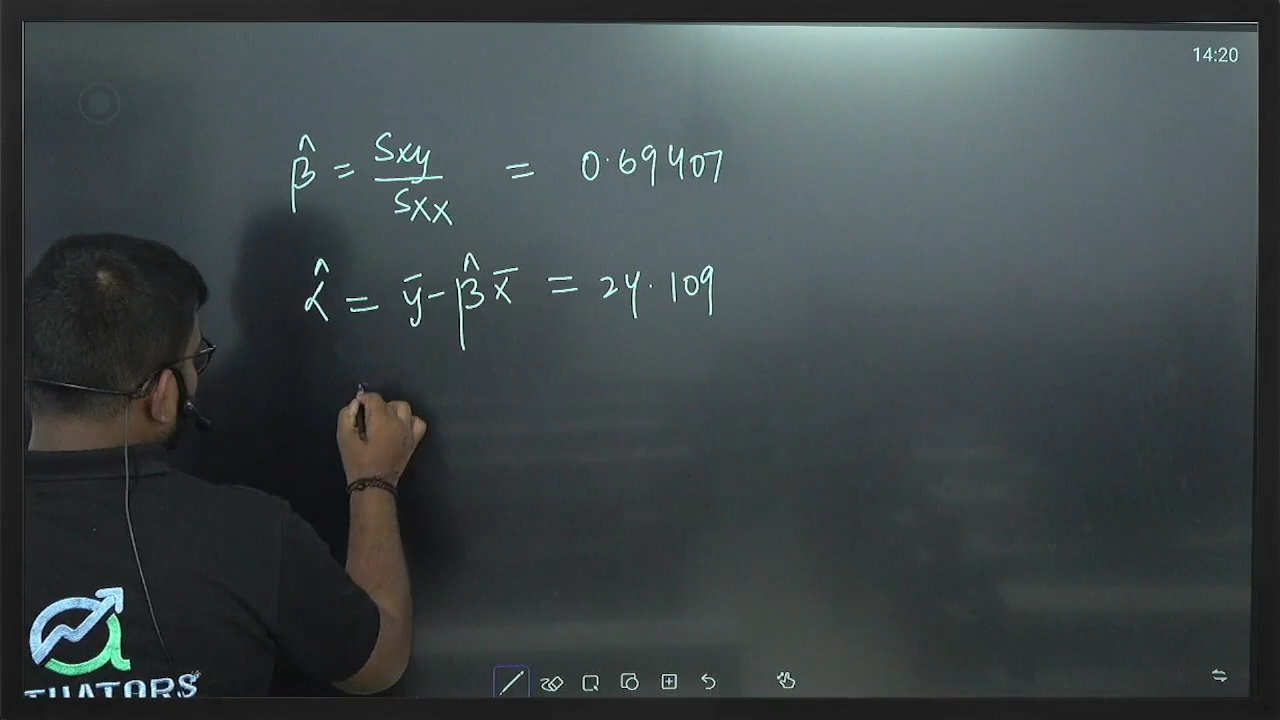 14:20
β̂ = Sxy / Sxx = 0.69407
α̂ = ȳ - β̂x̄ = 24.109